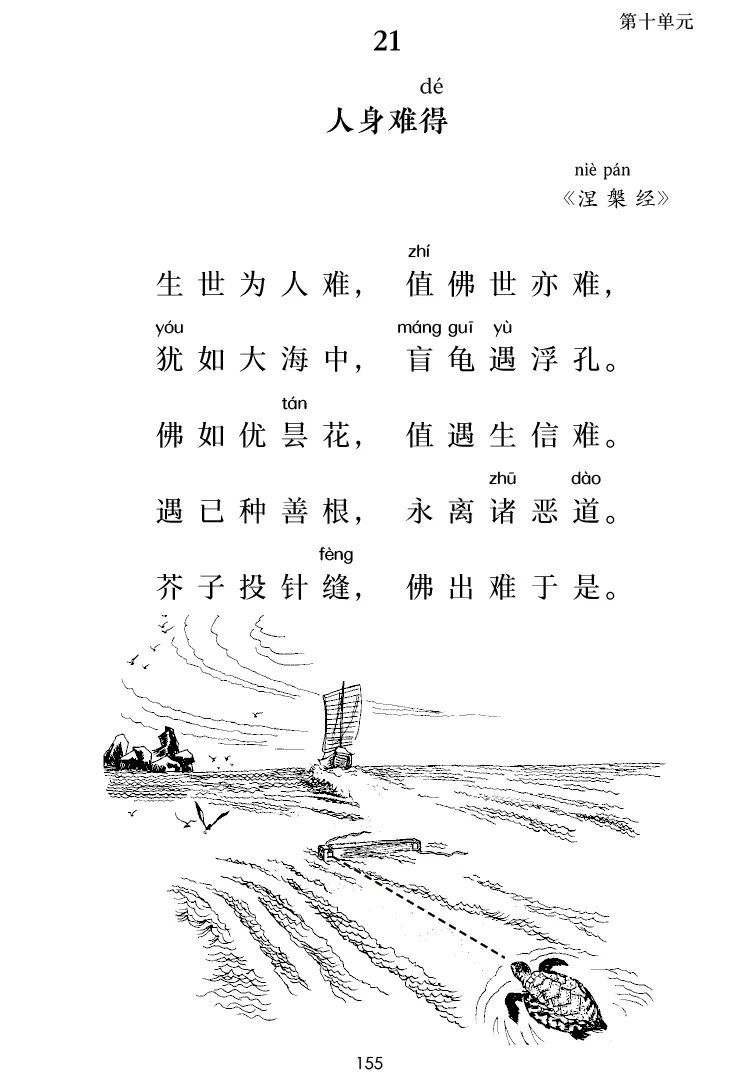 第十单元
21
dé
人身难得
niè pán
《涅槃经》
zhí
生世为人难， 值佛世亦难，
yóu máng guī yù
犹如大海中， 盲龟遇浮孔。
tán
佛如优昙花， 值遇生信难。
zhū dào
遇已种善根， 永离诸恶道。
fèng
芥子投针缝， 佛出难于是。
155